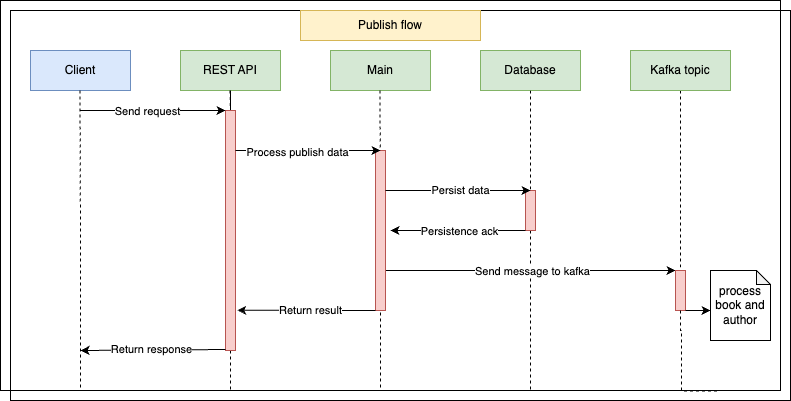 Publish flow
Client
REST API
Main
Database
Kafka topic
Send request
Process publish data
Persist data
Persistence ack
Send message to kafka
process
book and
author
Return result
Return response